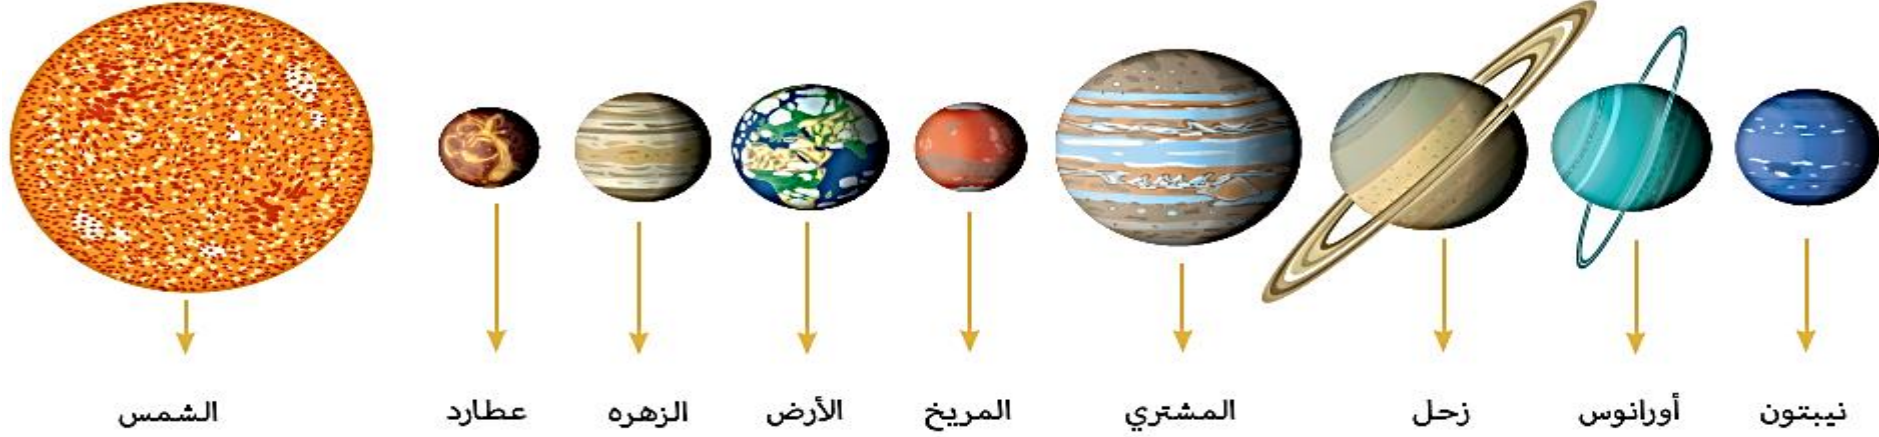 الشمس
عطارد
الزهره
الأرض
المريخ
المشتري
زحل
أورانوس
نيبتون